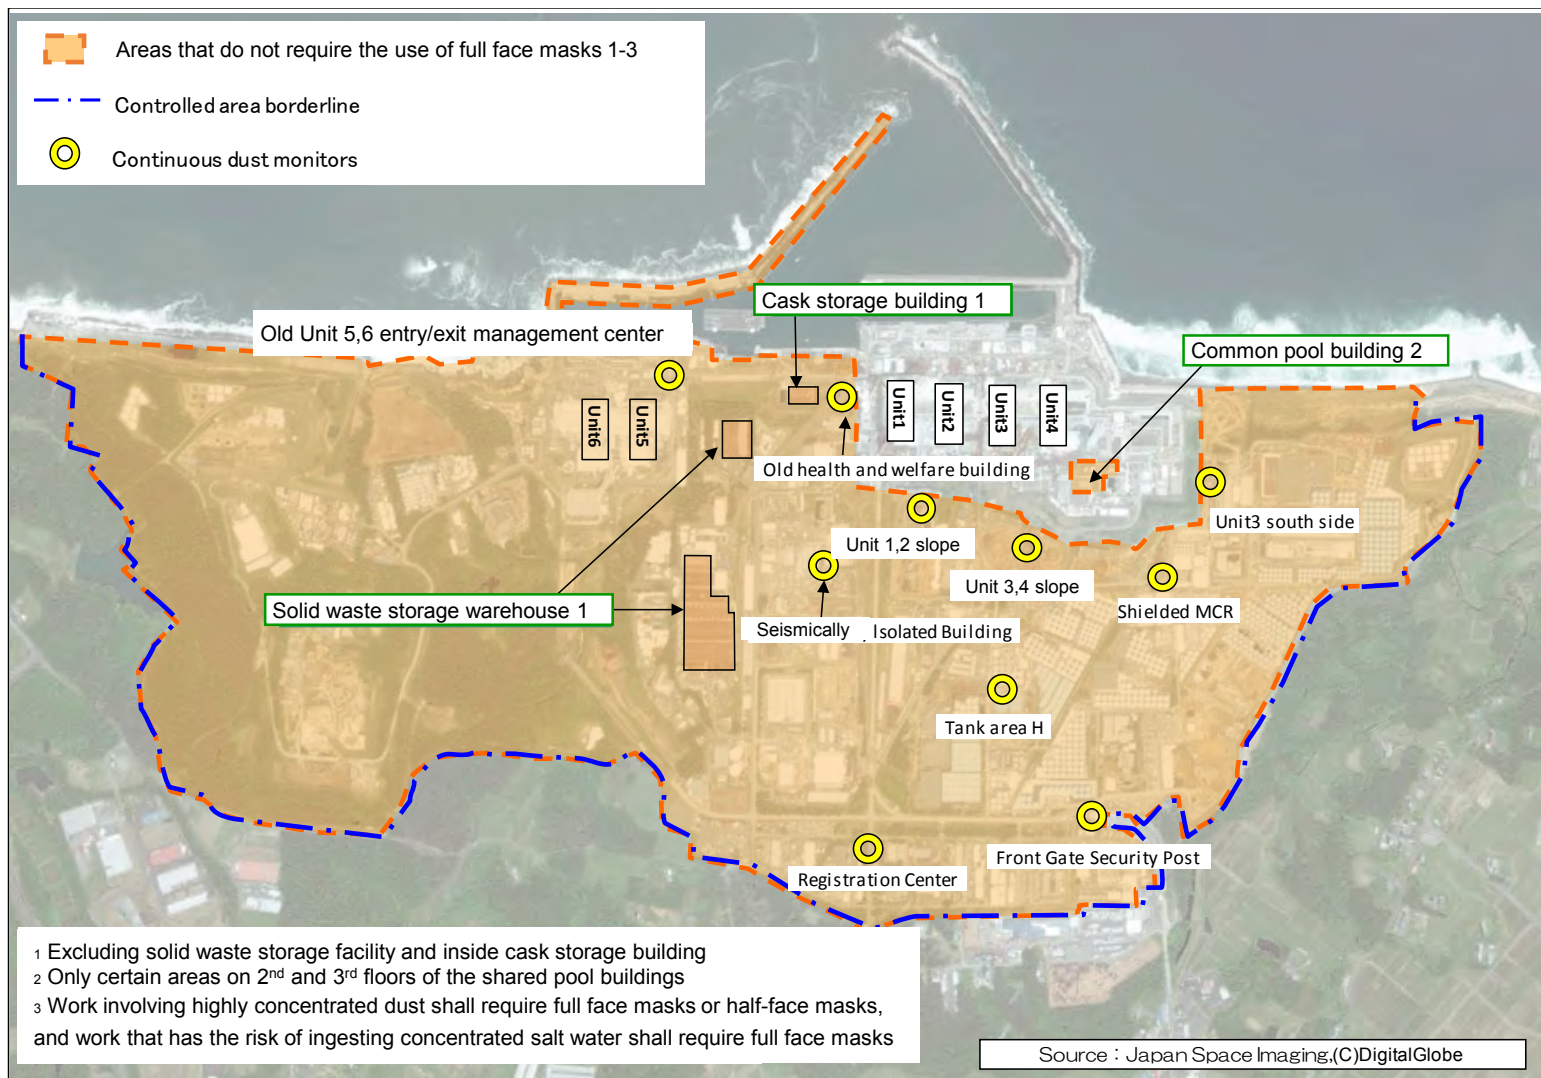 Areas that do not require the use of full face masks 1-3
Controlled area borderline
Continuous dust monitors
Cask storage building 1
Old Unit 5,6 entry/exit management center
Common pool building 2
Unit6
Unit5
Unit1
Unit2
Unit3
Unit4
Old health and welfare building
Unit3 south side
Unit 1,2 slope
Unit 3,4 slope
Shielded MCR
Solid waste storage warehouse 1
Seismically Isolated Building
Tank area H
Front Gate Security Post
Registration Center
1 Excluding solid waste storage facility and inside cask storage building
2 Only certain areas on 2nd and 3rd floors of the shared pool buildings
3 Work involving highly concentrated dust shall require full face masks or half-face masks,
and work that has the risk of ingesting concentrated salt water shall require full face masks
Source：Japan Space Imaging,(C)DigitalGlobe